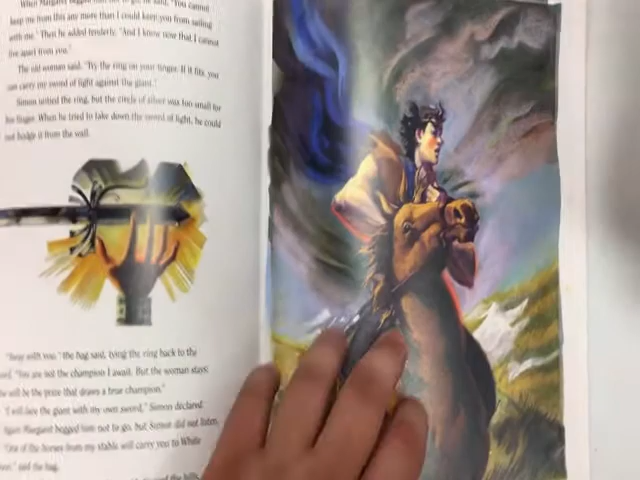 When Margaret begged him not to go, he said, "You cannot
keep me from this any more than I could keep you from sailing
with me." Then he added tenderly, "And I know now that I cannot
live apart from you."
The old woman said, "Try the ring on your finger. If it fits, you
can carry my sword of light against the giant."
Simon untied the ring, but the circle of silver was too small for
his finger. When he tried to take down the sword of light, he could
not budge it from the wall.
with you," the hag said, tying the ring back to the
"You are not the champion I await. But the woman stays.
will be the prize that draws a true champion."
"I will face the giant with my own sword," Simon declared.
Again Margaret begged him not to go, but Simon did not listen.
"One of the horses from my stable will carry you to White
said the hag.
the hills,